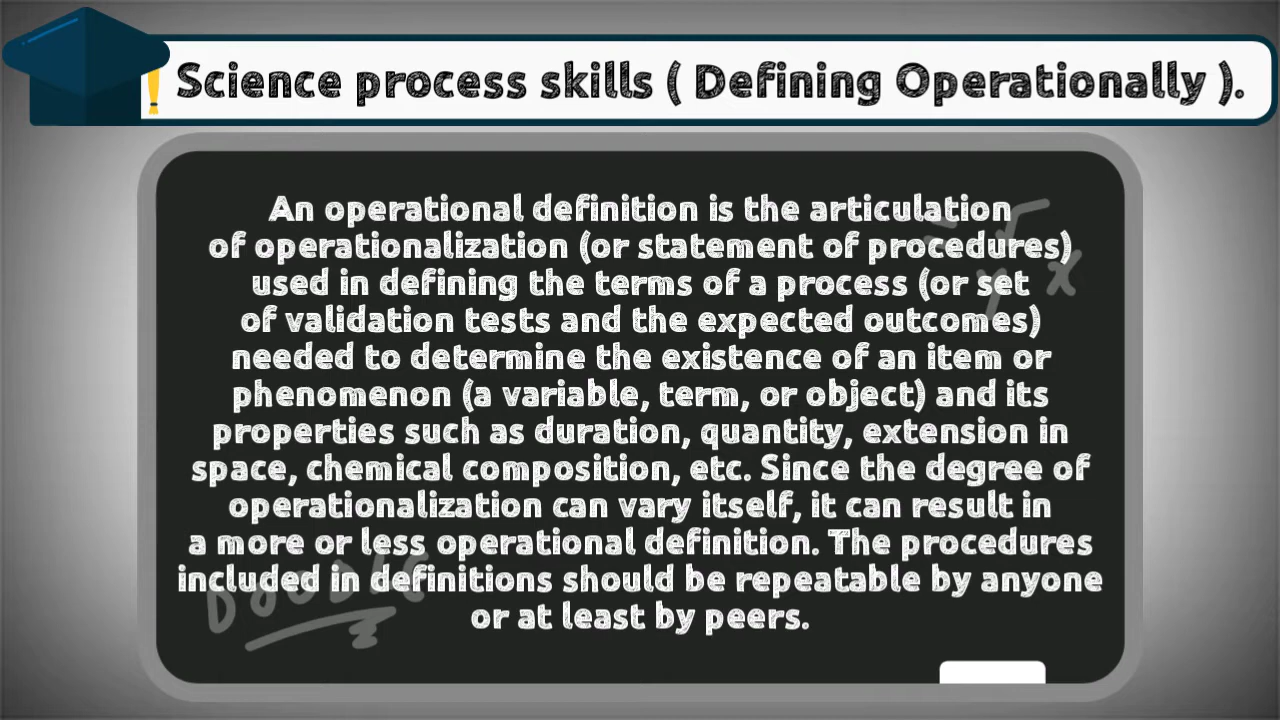 Science process skills ( Defining Operationally ).
An operational definition is the articulation
of operationalization (or statement of procedures)
used in defining the terms of a process (or set
of validation tests and the expected outcomes)
needed to determine the existence of an item or
phenomenon (a variable, term, or object) and its
properties such as duration, quantity, extension in
space, chemical composition, etc. Since the degree of
operationalization can vary itself, it can result in
a more or less operational definition. The procedures
included in definitions should be repeatable by anyone
or at least by peers.